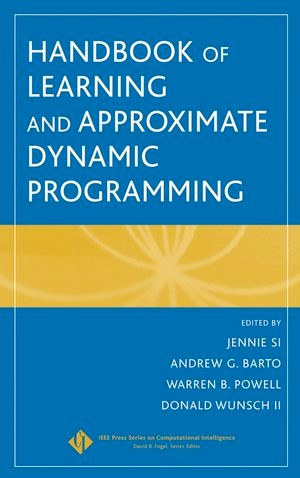 HANDBOOK OF
LEARNING
AND APPROXIMATE
DYNAMIC
PROGRAMMING
EDITED BY
JENNIE SI
ANDREW G. BARTO
WARREN B. POWELL
DONALD WUNSCH II
IEEE Press Series on Computational Intelligence
David B. Fogel, Series Editor